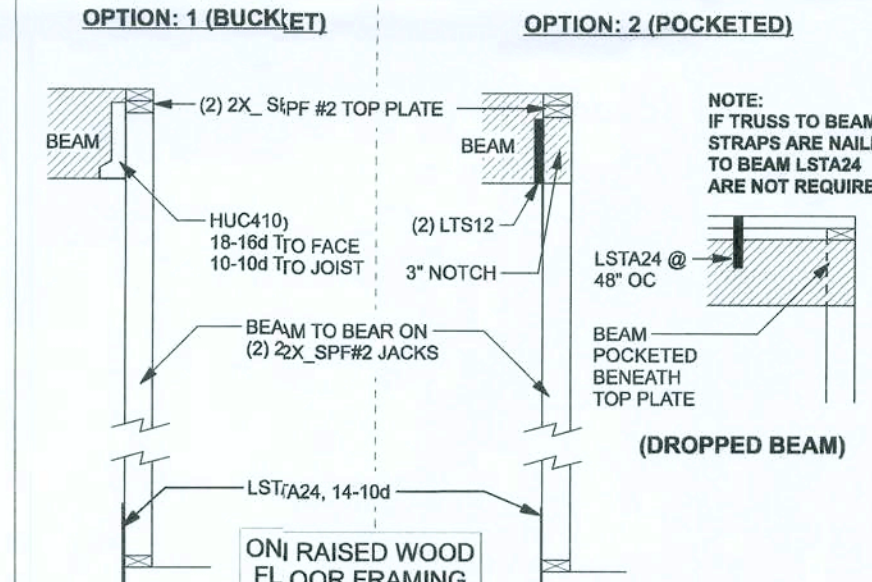 OPTION: 1 (BUCKET)
OPTION: 2 (POCKETED)
(2) 2X_ SPF #2 TOP PLATE
BEAM
BEAM
NOTE:
IF TRUSS TO BEAM
STRAPS ARE NAIL
TO BEAM LSTA24
ARE NOT REQUIRE
HUC410
18-16d TO FACE
10-10d TO JOIST
(2) LTS12
3" NOTCH
LSTA24 @
48" OC
BEAM TO BEAR ON
(2) 2X_SPF#2 JACKS
BEAM
POCKETED
BENEATH
TOP PLATE
(DROPPED BEAM)
LSTA24, 14-10d
ON RAISED WOOD
FLOOR FRAMING